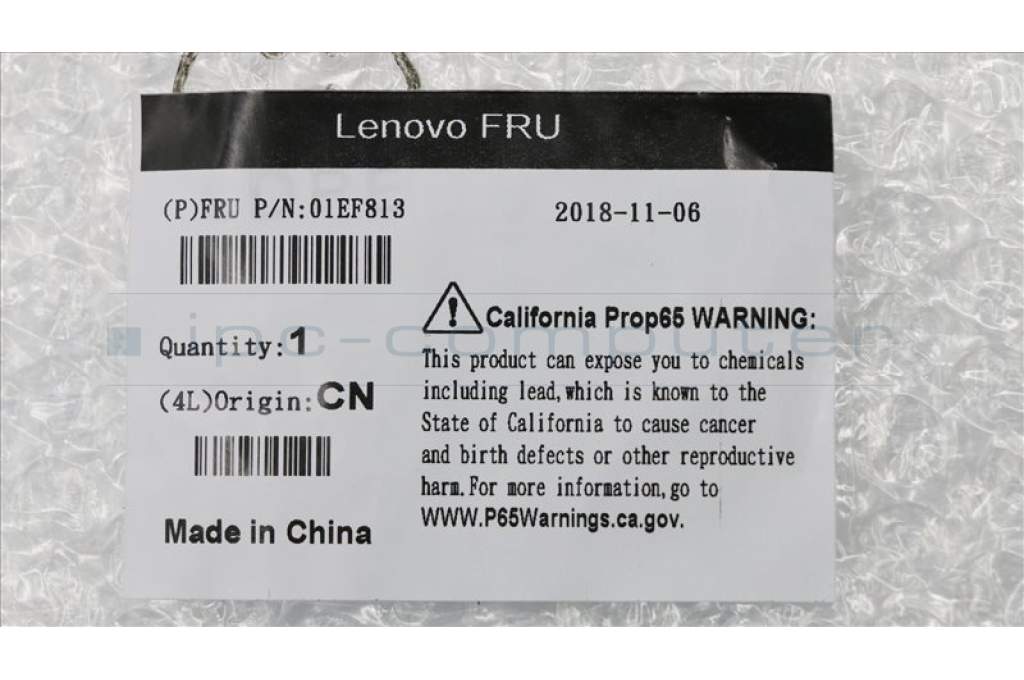 Lenovo FRU
(P)FRU P/N:01EF813
2018-11-06
Quantity:1
(4L)Origin:CN
Made in China
California Prop65 WARNING:
This product can expose you to chemicals
including lead,which is known to the
State of California to cause cancer
and birth defects or other reproductive
harm.For more information,go to
WWW.P65Warnings.ca.gov.
ipc-computer